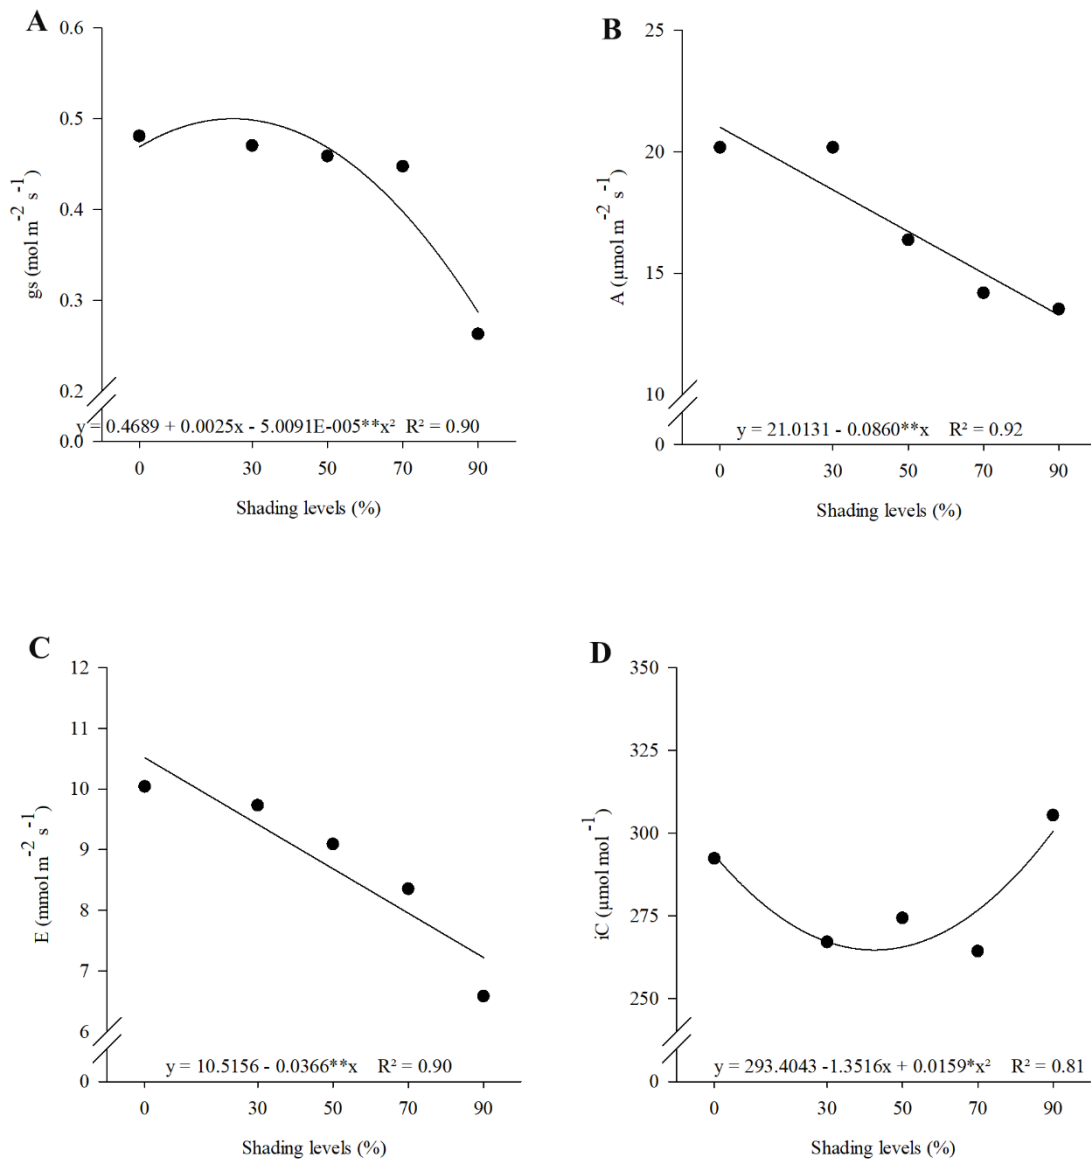 A
0.6
0.5
0.4
0.3
0.2
0.0
gs (mol m⁻² s⁻¹)
y = 0.4689 + 0.0025x - 5.0091E-005**x² R² = 0.90
0 30 50 70 90
Shading levels (%)
B
25
20
15
10
0
A (µmol m⁻² s⁻¹)
y = 21.0131 - 0.0860**x R² = 0.92
0 30 50 70 90
Shading levels (%)
C
12
11
10
9
8
7
6
0
E (mmol m⁻² s⁻¹)
y = 10.5156 - 0.0366**x R² = 0.90
0 30 50 70 90
Shading levels (%)
D
350
325
300
275
250
0
iC (µmol mol⁻¹)
y = 293.4043 -1.3516x + 0.0159*x² R² = 0.81
0 30 50 70 90
Shading levels (%)